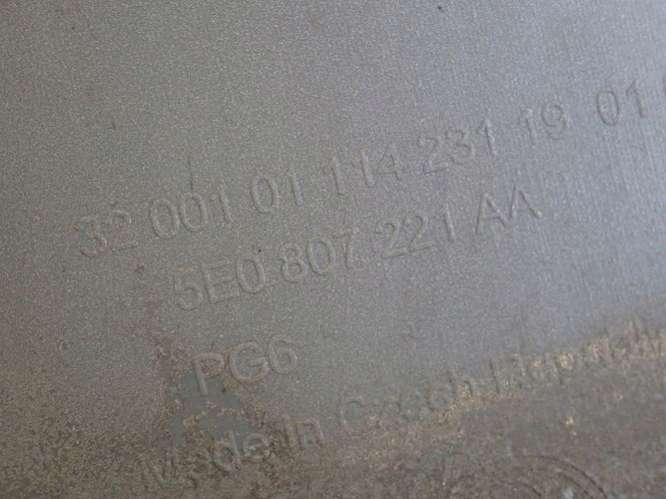 32 001 01 114 231 19 01
5E0 807 221 AA
PG6
Made in Czech Republic